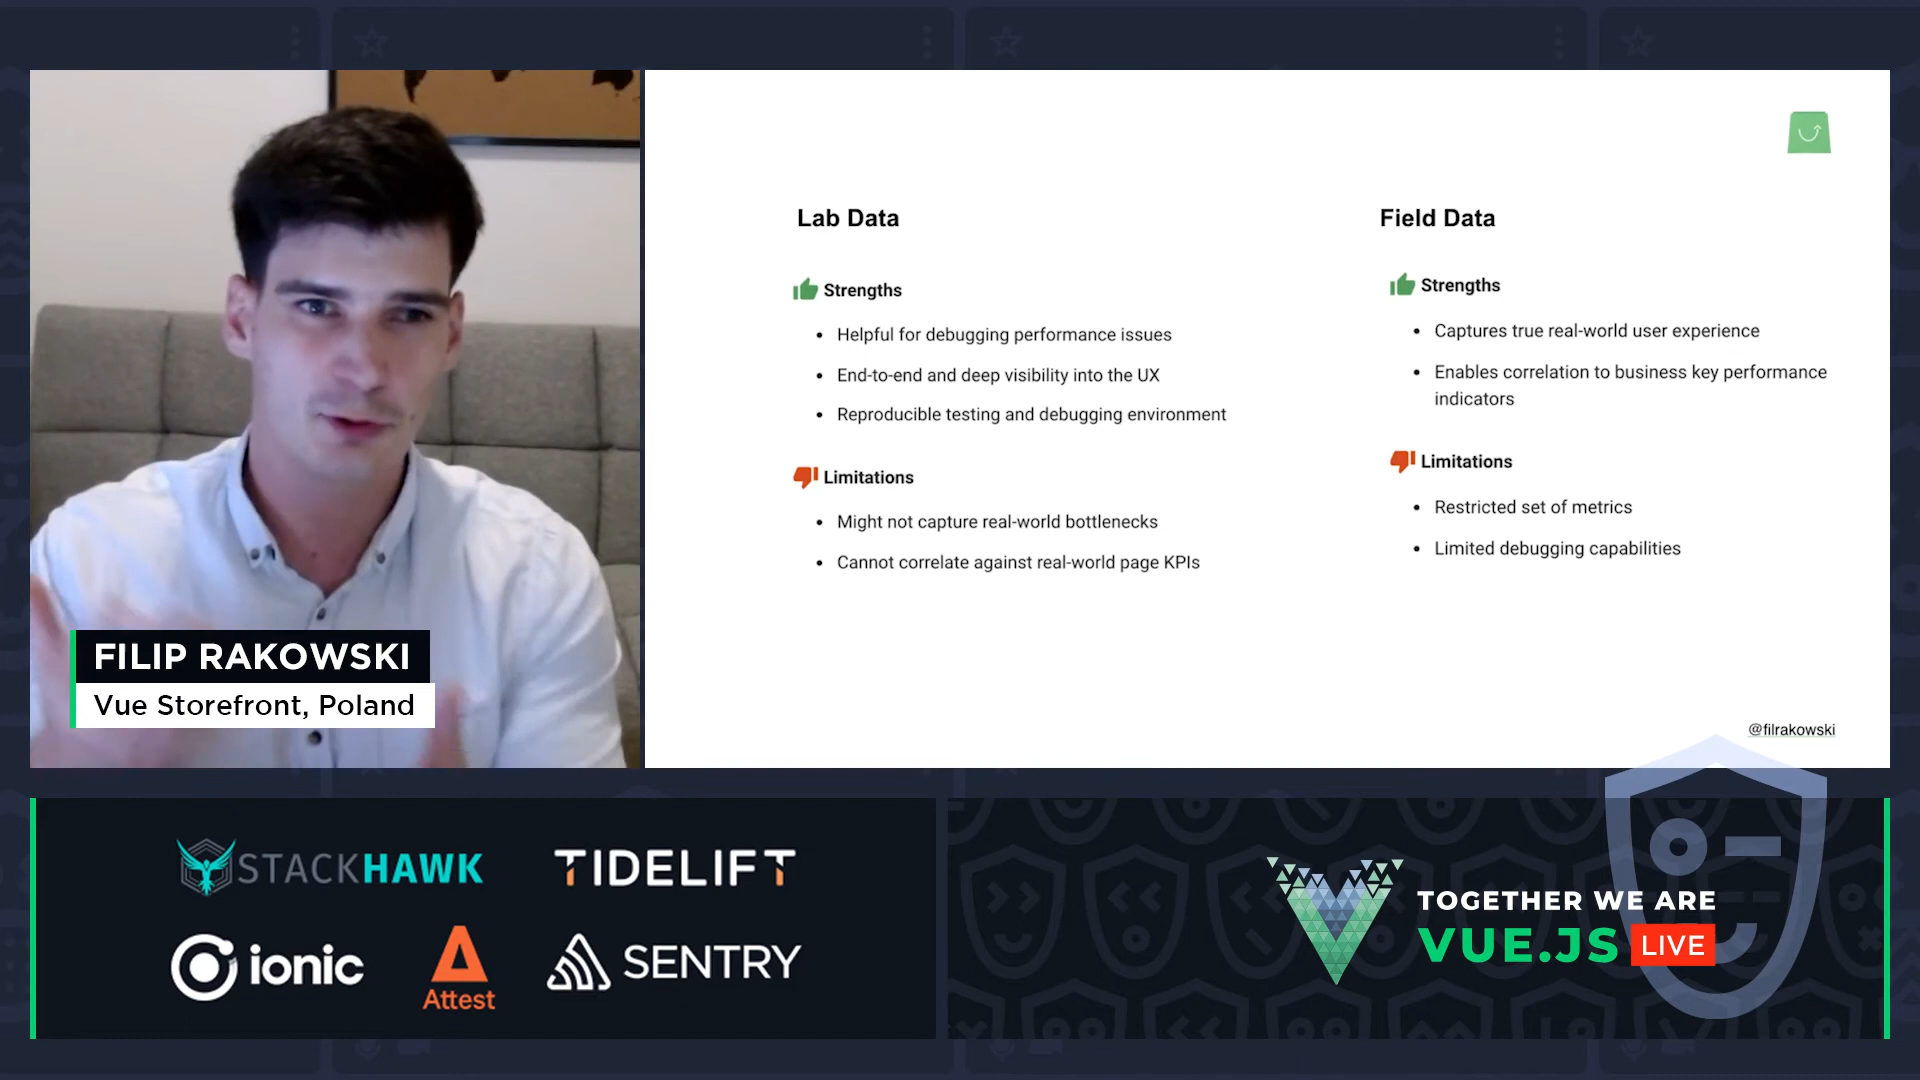 Lab Data
Strengths
Helpful for debugging performance issues
End-to-end and deep visibility into the UX
Reproducible testing and debugging environment
Limitations
Might not capture real-world bottlenecks
Cannot correlate against real-world page KPIs
Field Data
Strengths
Captures true real-world user experience
Enables correlation to business key performance
indicators
Limitations
Restricted set of metrics
Limited debugging capabilities
@filrakowski
FILIP RAKOWSKI
Vue Storefront, Poland
STACKHAWK
TIDELIFT
ionic
Attest
SENTRY
TOGETHER WE ARE
VUE.JS LIVE